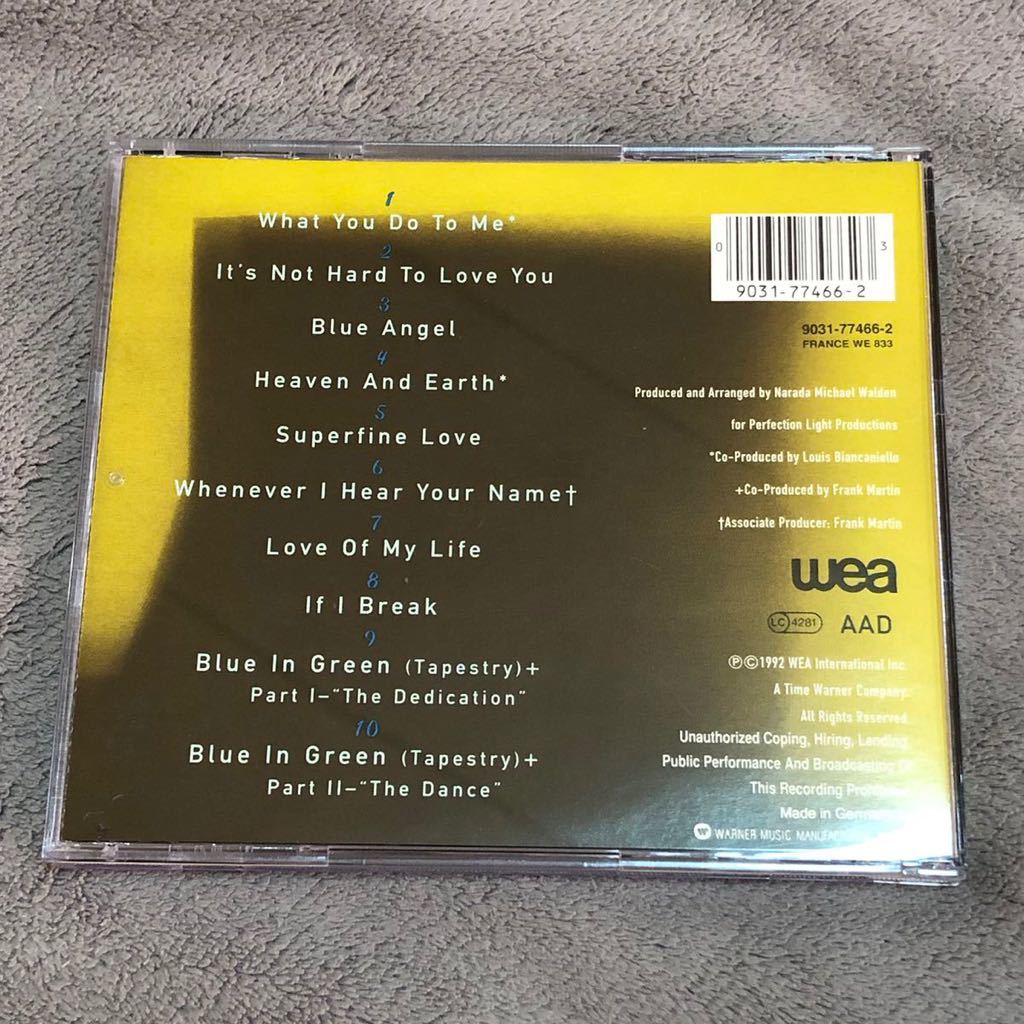 1
What You Do To Me*
2
It's Not Hard To Love You
3
Blue Angel
4
Heaven And Earth*
5
Superfine Love
6
Whenever I Hear Your Name†
7
Love Of My Life
8
If I Break
9
Blue In Green (Tapestry)+
Part I–"The Dedication"
10
Blue In Green (Tapestry)+
Part II–"The Dance"
0 3
9031-77466-2
9031-77466-2
FRANCE WE 833
Produced and Arranged by Narada Michael Walden
for Perfection Light Productions
*Co-Produced by Louis Biancaniello
+Co-Produced by Frank Martin
†Associate Producer: Frank Martin
wea
LC 4281 AAD
℗©1992 WEA International Inc.
A Time Warner Company.
All Rights Reserved
Unauthorized Coping, Hiring, Lending,
Public Performance And Broadcasting Of
This Recording
Made in
WARNER MUSIC